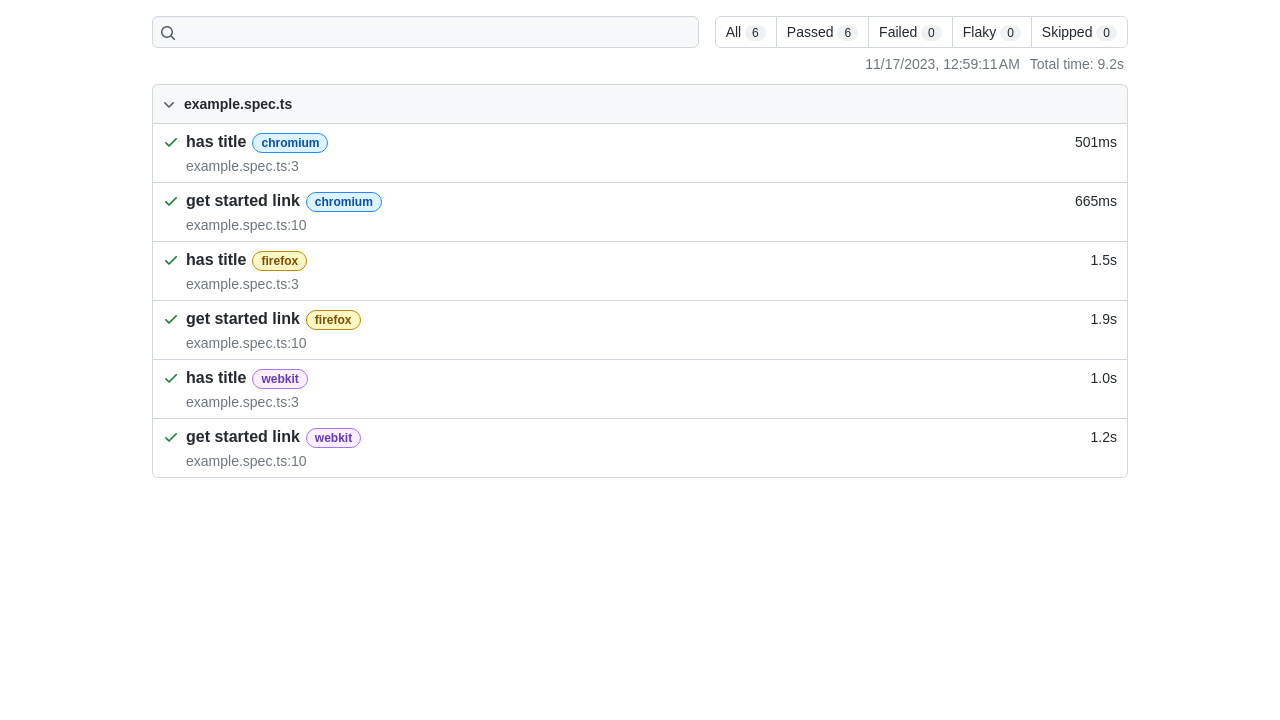 All 6 Passed 6 Failed 0 Flaky 0 Skipped 0
11/17/2023, 12:59:11 AM Total time: 9.2s
example.spec.ts
has title chromium 501ms
example.spec.ts:3
get started link chromium 665ms
example.spec.ts:10
has title firefox 1.5s
example.spec.ts:3
get started link firefox 1.9s
example.spec.ts:10
has title webkit 1.0s
example.spec.ts:3
get started link webkit 1.2s
example.spec.ts:10